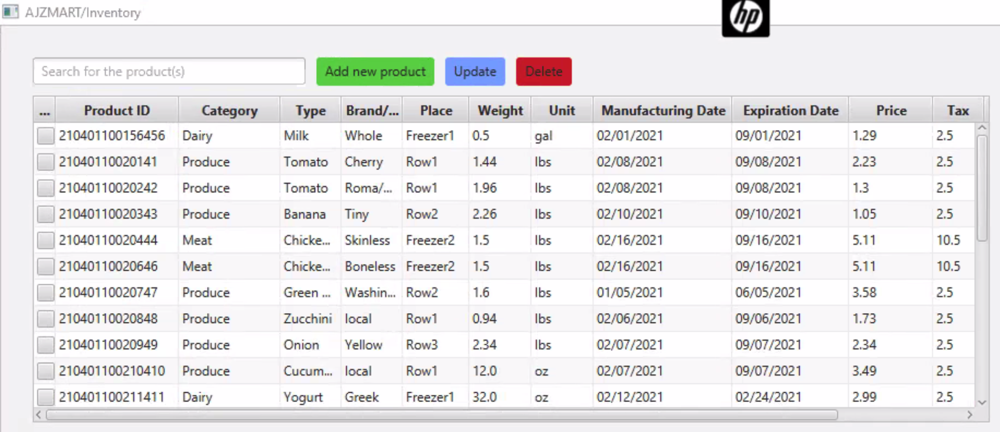 AJZMART/Inventory
hp
Search for the product(s) Add new product Update Delete
... Product ID Category Type Brand/... Place Weight Unit Manufacturing Date Expiration Date Price Tax
210401100156456 Dairy Milk Whole Freezer1 0.5 gal 02/01/2021 09/01/2021 1.29 2.5
21040110020141 Produce Tomato Cherry Row1 1.44 lbs 02/08/2021 09/08/2021 2.23 2.5
21040110020242 Produce Tomato Roma/... Row1 1.96 lbs 02/08/2021 09/08/2021 1.3 2.5
21040110020343 Produce Banana Tiny Row2 2.26 lbs 02/10/2021 09/10/2021 1.05 2.5
21040110020444 Meat Chicke... Skinless Freezer2 1.5 lbs 02/16/2021 09/16/2021 5.11 10.5
21040110020646 Meat Chicke... Boneless Freezer2 1.5 lbs 02/16/2021 09/16/2021 5.11 10.5
21040110020747 Produce Green ... Washin... Row2 1.6 lbs 01/05/2021 06/05/2021 3.58 2.5
21040110020848 Produce Zucchini local Row1 0.94 lbs 02/06/2021 09/06/2021 1.73 2.5
21040110020949 Produce Onion Yellow Row3 2.34 lbs 02/07/2021 09/07/2021 2.34 2.5
210401100210410 Produce Cucum... local Row1 12.0 oz 02/07/2021 09/07/2021 3.49 2.5
210401100211411 Dairy Yogurt Greek Freezer1 32.0 oz 02/12/2021 02/24/2021 2.99 2.5